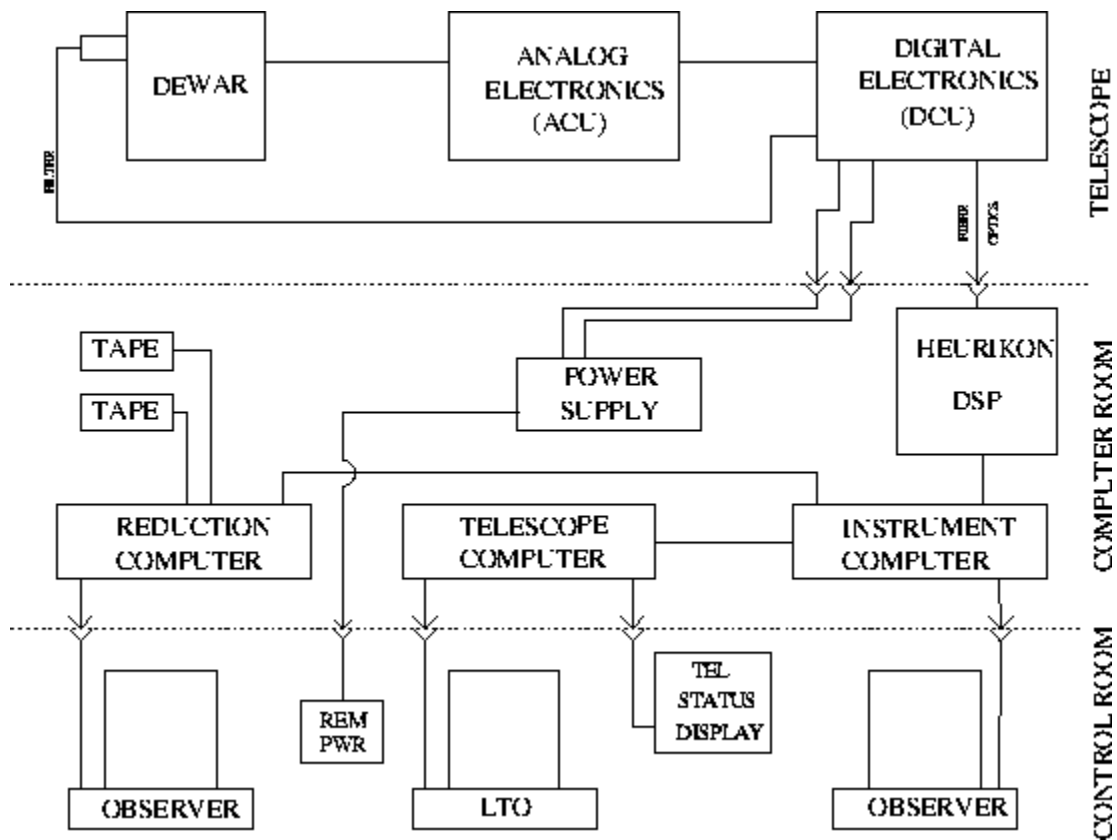 DEWAR
ANALOG
ELECTRONICS
(ACU)
DIGITAL
ELECTRONICS
(DCU)
TELESCOPE
FILTER
FIBER
OPTICS
TAPE
TAPE
POWER
SUPPLY
HEURIKON
DSP
COMPUTER ROOM
REDUCTION
COMPUTER
TELESCOPE
COMPUTER
INSTRUMENT
COMPUTER
REM
PWR
TEL
STATUS
DISPLAY
CONTROL ROOM
OBSERVER
LTO
OBSERVER